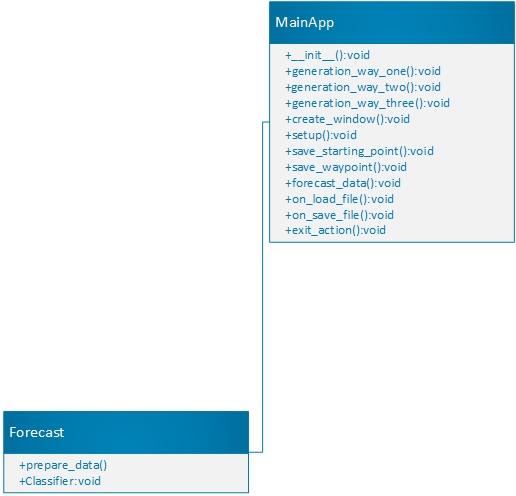 MainApp
+__init__():void
+generation_way_one():void
+generation_way_two():void
+generation_way_three():void
+create_window():void
+setup():void
+save_starting_point():void
+save_waypoint():void
+forecast_data():void
+on_load_file():void
+on_save_file():void
+exit_action():void
Forecast
+prepare_data()
+Classifier:void